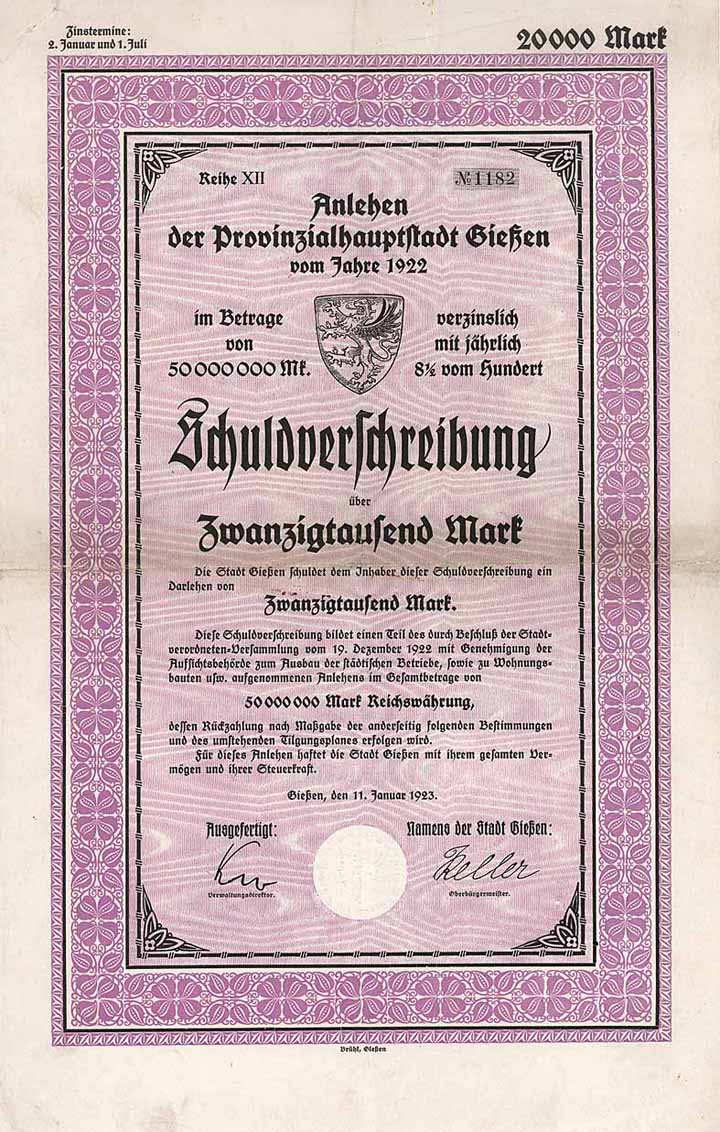 Zinstermine:
2. Januar und 1. Juli
20000 Mark
Reihe XII
№ 1182
Anlehen
der Provinzialhauptstadt Gießen
vom Jahre 1922
im Betrage
von
50000000 Mk.
verzinslich
mit jährlich
8½ vom Hundert
Schuldverschreibung
über
Zwanzigtausend Mark
Die Stadt Gießen schuldet dem Inhaber dieser Schuldverschreibung ein
Darlehen von
Zwanzigtausend Mark.
Diese Schuldverschreibung bildet einen Teil des durch Beschluß der Stadt-
verordneten-Versammlung vom 19. Dezember 1922 mit Genehmigung der
Aufsichtsbehörde zum Ausbau der städtischen Betriebe, sowie zu Wohnungs-
bauten usw. aufgenommenen Anlehens im Gesamtbetrage von
50000000 Mark Reichswährung,
dessen Rückzahlung nach Maßgabe der anderseitig folgenden Bestimmungen
und des umstehenden Tilgungsplanes erfolgen wird.
Für dieses Anlehen haftet die Stadt Gießen mit ihrem gesamten Ver-
mögen und ihrer Steuerkraft.
Gießen, den 11. Januar 1923.
Ausgefertigt:
Namens der Stadt Gießen:
Keller
Verwaltungsdirektor.
Oberbürgermeister.
Brühl, Gießen